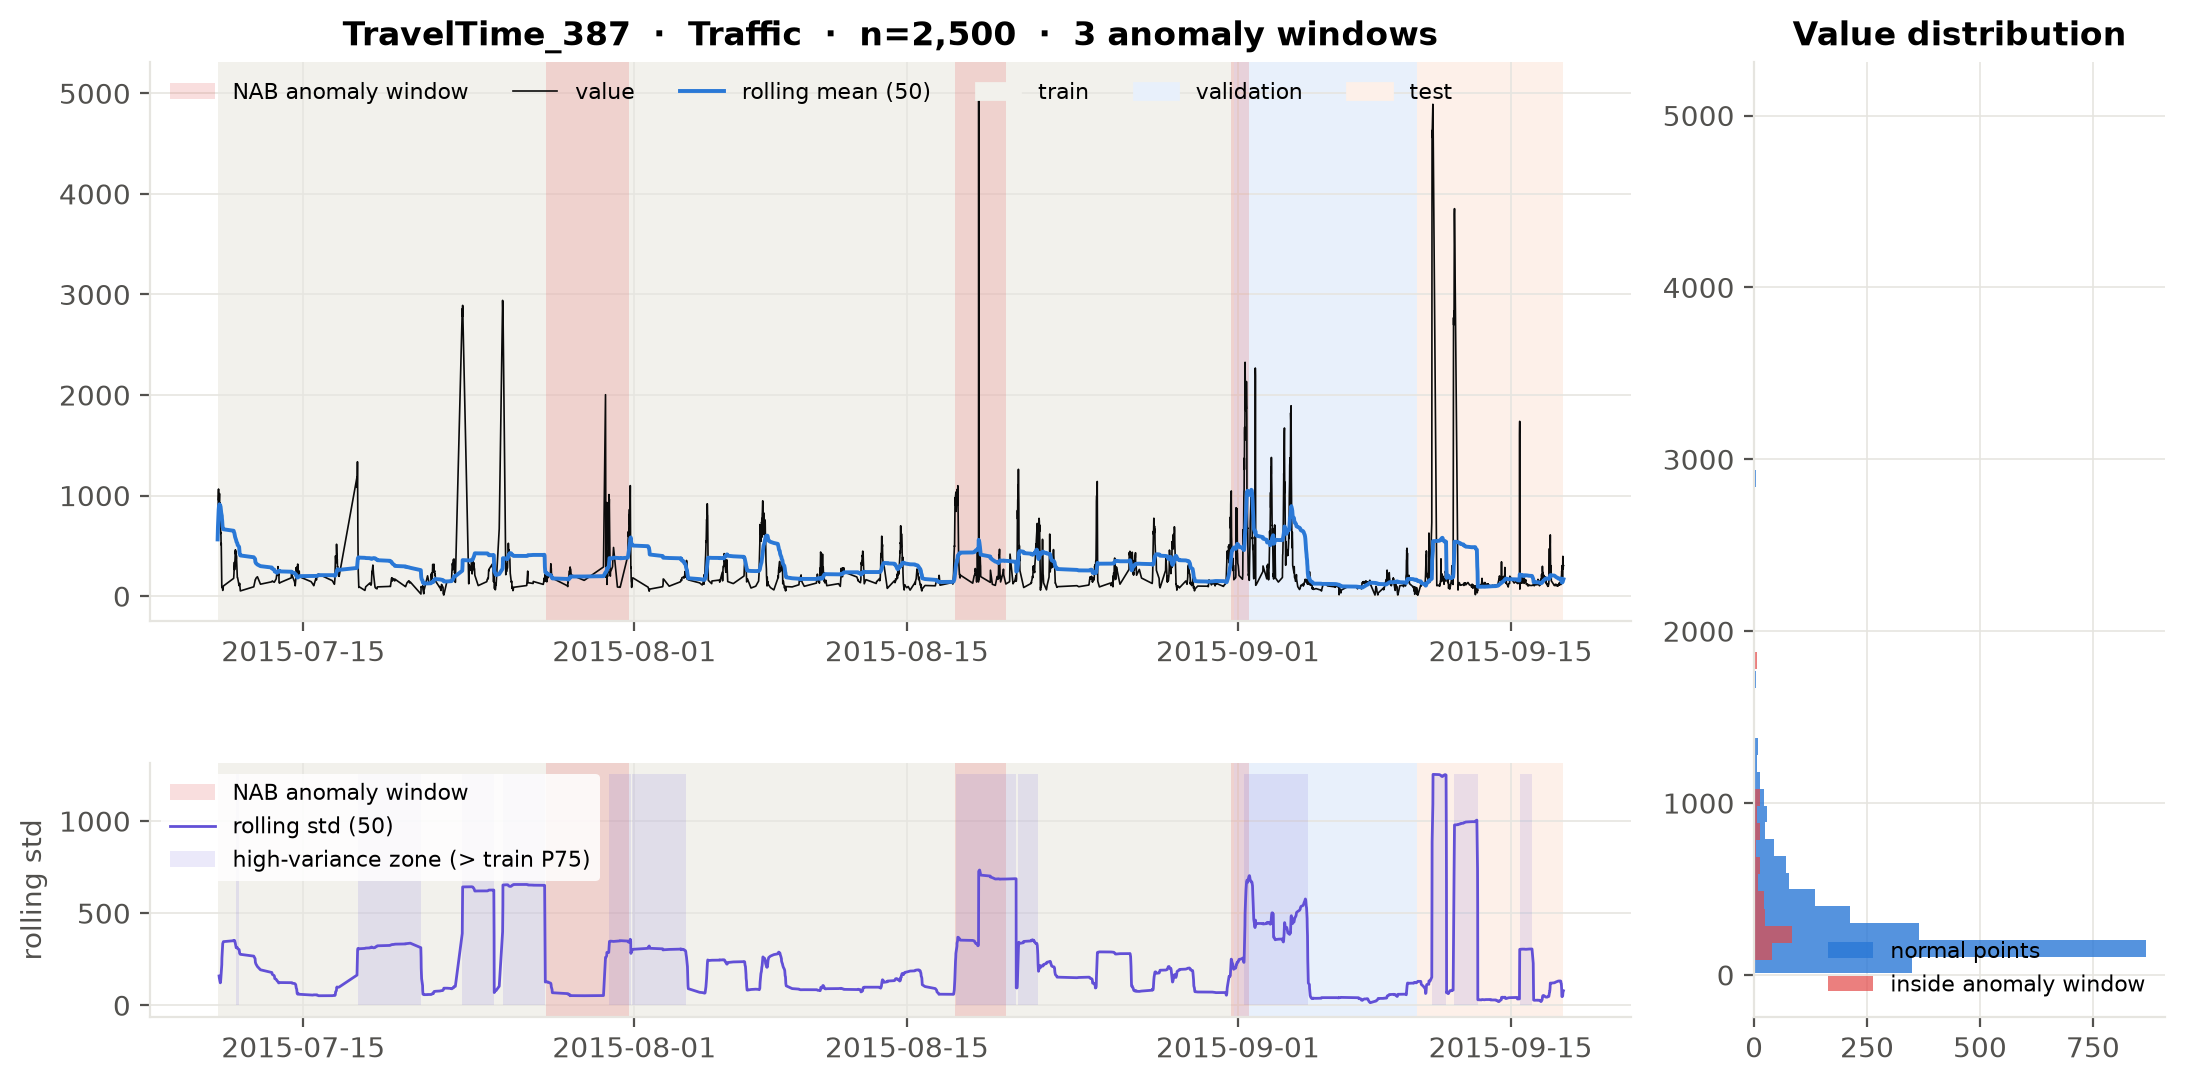 TravelTime_387 · Traffic · n=2,500 · 3 anomaly windows
NAB anomaly window
value
rolling mean (50)
train
validation
test
5000
4000
3000
2000
1000
0
2015-07-15
2015-08-01
2015-08-15
2015-09-01
2015-09-15
rolling std
NAB anomaly window
rolling std (50)
high-variance zone (> train P75)
1000
500
0
2015-07-15
2015-08-01
2015-08-15
2015-09-01
2015-09-15
Value distribution
5000
4000
3000
2000
1000
0
normal points
inside anomaly window
0
250
500
750